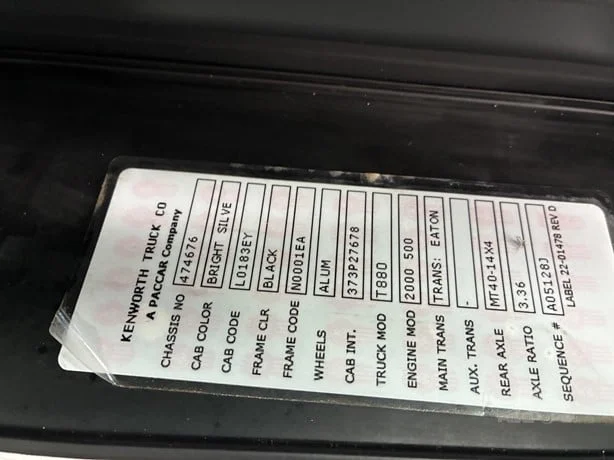 KENWORTH TRUCK CO
A PACCAR Company
CHASSIS NO 474676
CAB COLOR BRIGHT SILVE
CAB CODE L0183EY
FRAME CLR BLACK
FRAME CODE N0001EA
WHEELS ALUM
CAB INT. 373P27678
TRUCK MOD T880
ENGINE MOD 2000 500
MAIN TRANS TRANS: EATON
AUX. TRANS -
REAR AXLE MT40-14X4
AXLE RATIO 3.36
SEQUENCE # A05128J
LABEL 22-01478 REV D